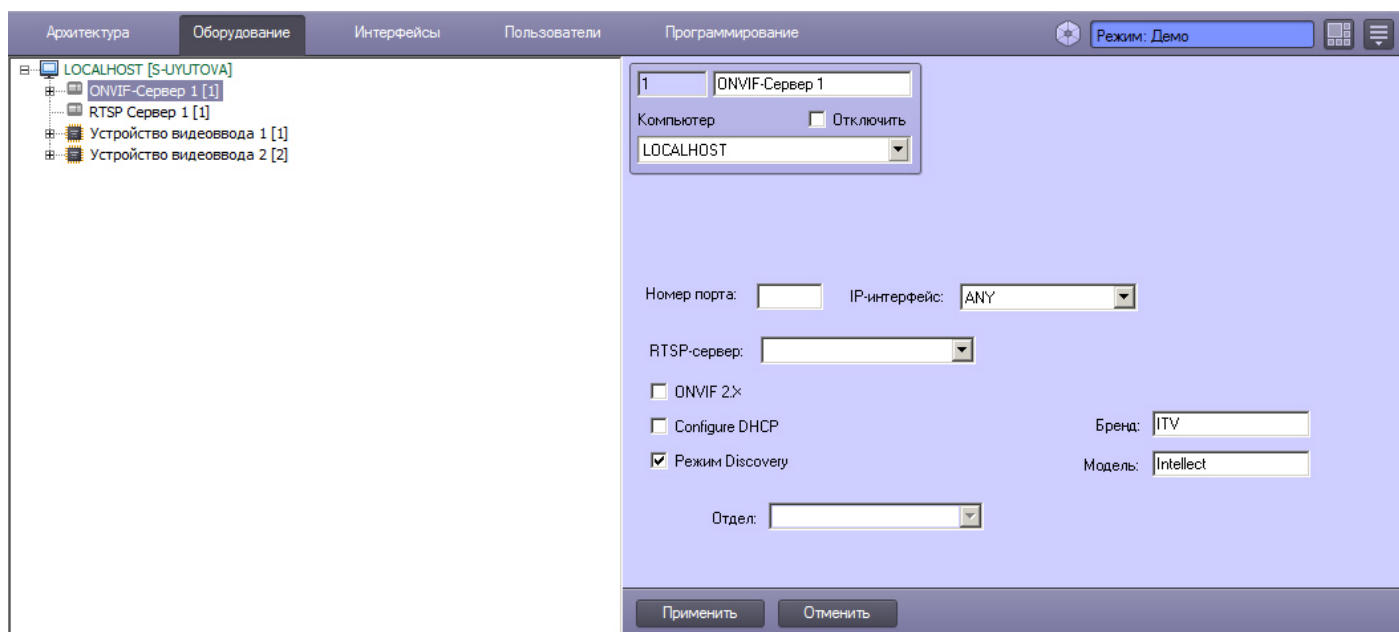 Архитектура Оборудование Интерфейсы Пользователи Программирование Режим: Демо
LOCALHOST [S-UYUTOVA]
ONVIF-Сервер 1 [1]
RTSP Сервер 1 [1]
Устройство видеоввода 1 [1]
Устройство видеоввода 2 [2]
1 ONVIF-Сервер 1
Компьютер Отключить
LOCALHOST
Номер порта: IP-интерфейс: ANY
RTSP-сервер:
ONVIF 2.X
Configure DHCP Бренд: ITV
Режим Discovery Модель: Intellect
Отдел:
Применить Отменить